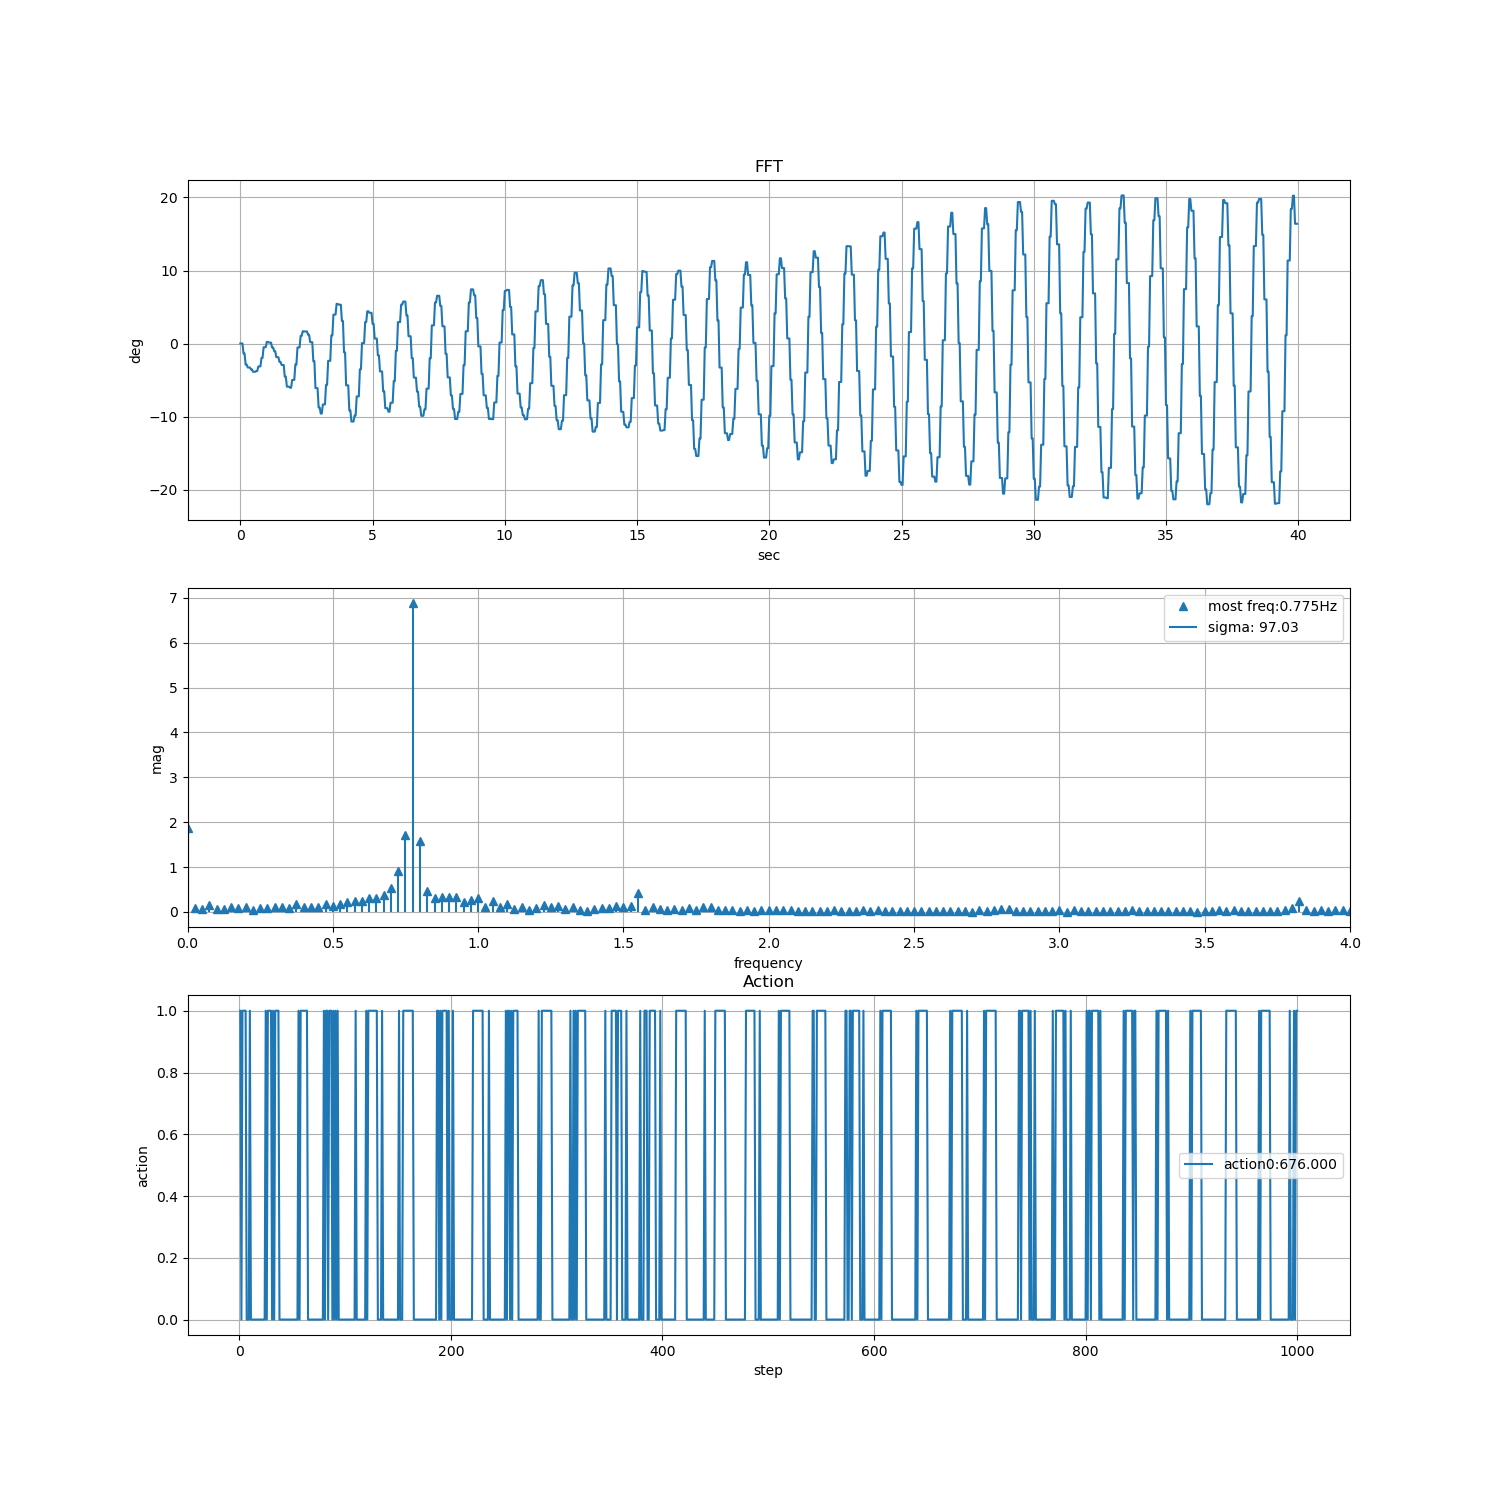 FFT
20
10
0
−10
−20
deg
0 5 10 15 20 25 30 35 40
sec
7
6
5
4
3
2
1
0
mag
most freq:0.775Hz
sigma: 97.03
0.0 0.5 1.0 1.5 2.0 2.5 3.0 3.5 4.0
frequency
Action
1.0
0.8
0.6
0.4
0.2
0.0
action
action0:676.000
0 200 400 600 800 1000
step